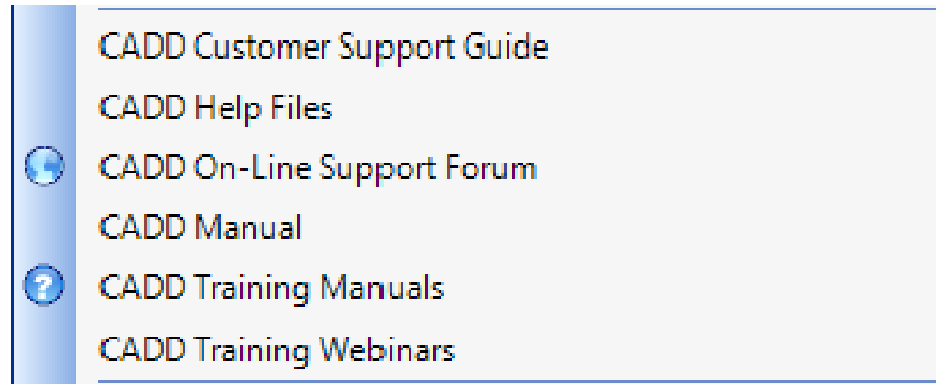 CADD Customer Support Guide
CADD Help Files
CADD On-Line Support Forum
CADD Manual
CADD Training Manuals
CADD Training Webinars